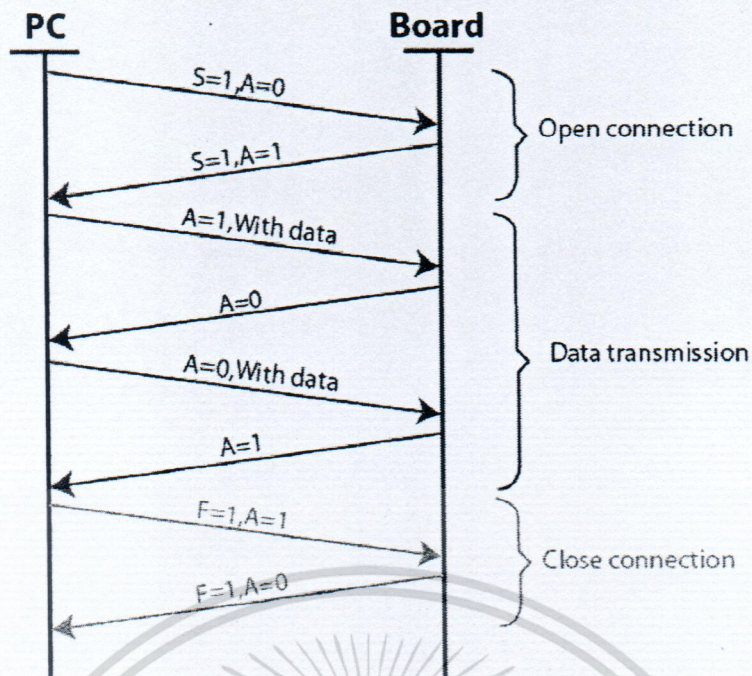 PC
Board
S=1,A=0
Open connection
S=1,A=1
A=1,With data
A=0
Data transmission
A=0,With data
A=1
F=1,A=1
Close connection
F=1,A=0